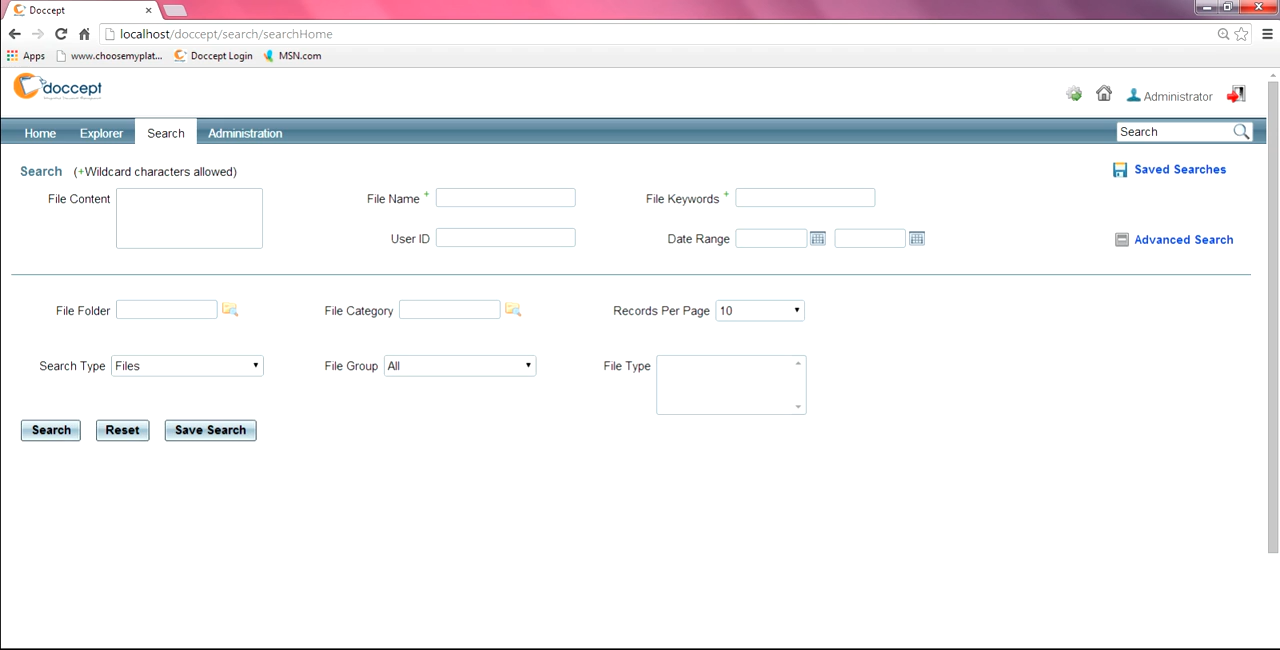 Doccept
localhost/doccept/search/searchHome
Apps www.choosemyplat... Doccept Login MSN.com
doccept
Administrator
Home Explorer Search Administration Search
Search (+Wildcard characters allowed) Saved Searches
File Content File Name + File Keywords +
User ID Date Range Advanced Search
File Folder File Category Records Per Page 10
Search Type Files File Group All File Type
Search Reset Save Search